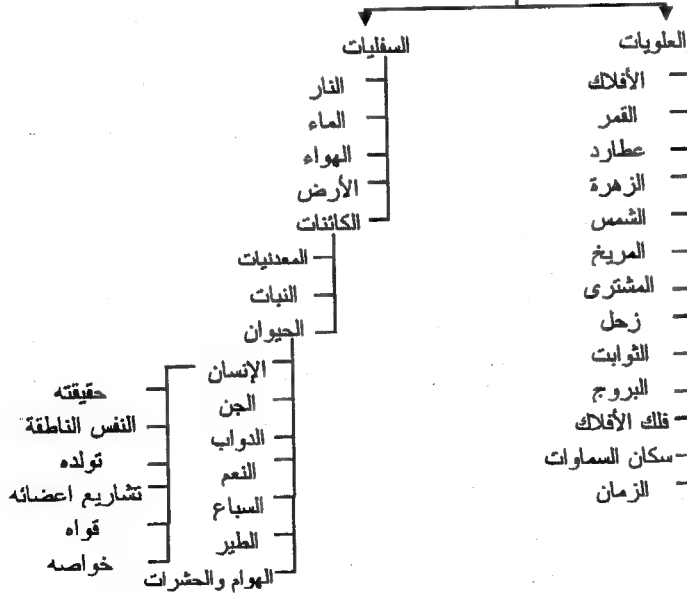 العلويات
الأفلاك
القمر
عطارد
الزهرة
الشمس
المريخ
المشترى
زحل
الثوابت
البروج
فلك الأفلاك
سكان السماوات
الزمان
السفليات
النار
الماء
الهواء
الأرض
الكائنات
المعدنيات
النبات
الحيوان
الإنسان
الجن
الدواب
النعم
السباع
الطير
الهوام والحشرات
حقيقته
النفس الناطقة
تولده
تشاريع اعضائه
قواه
خواصه